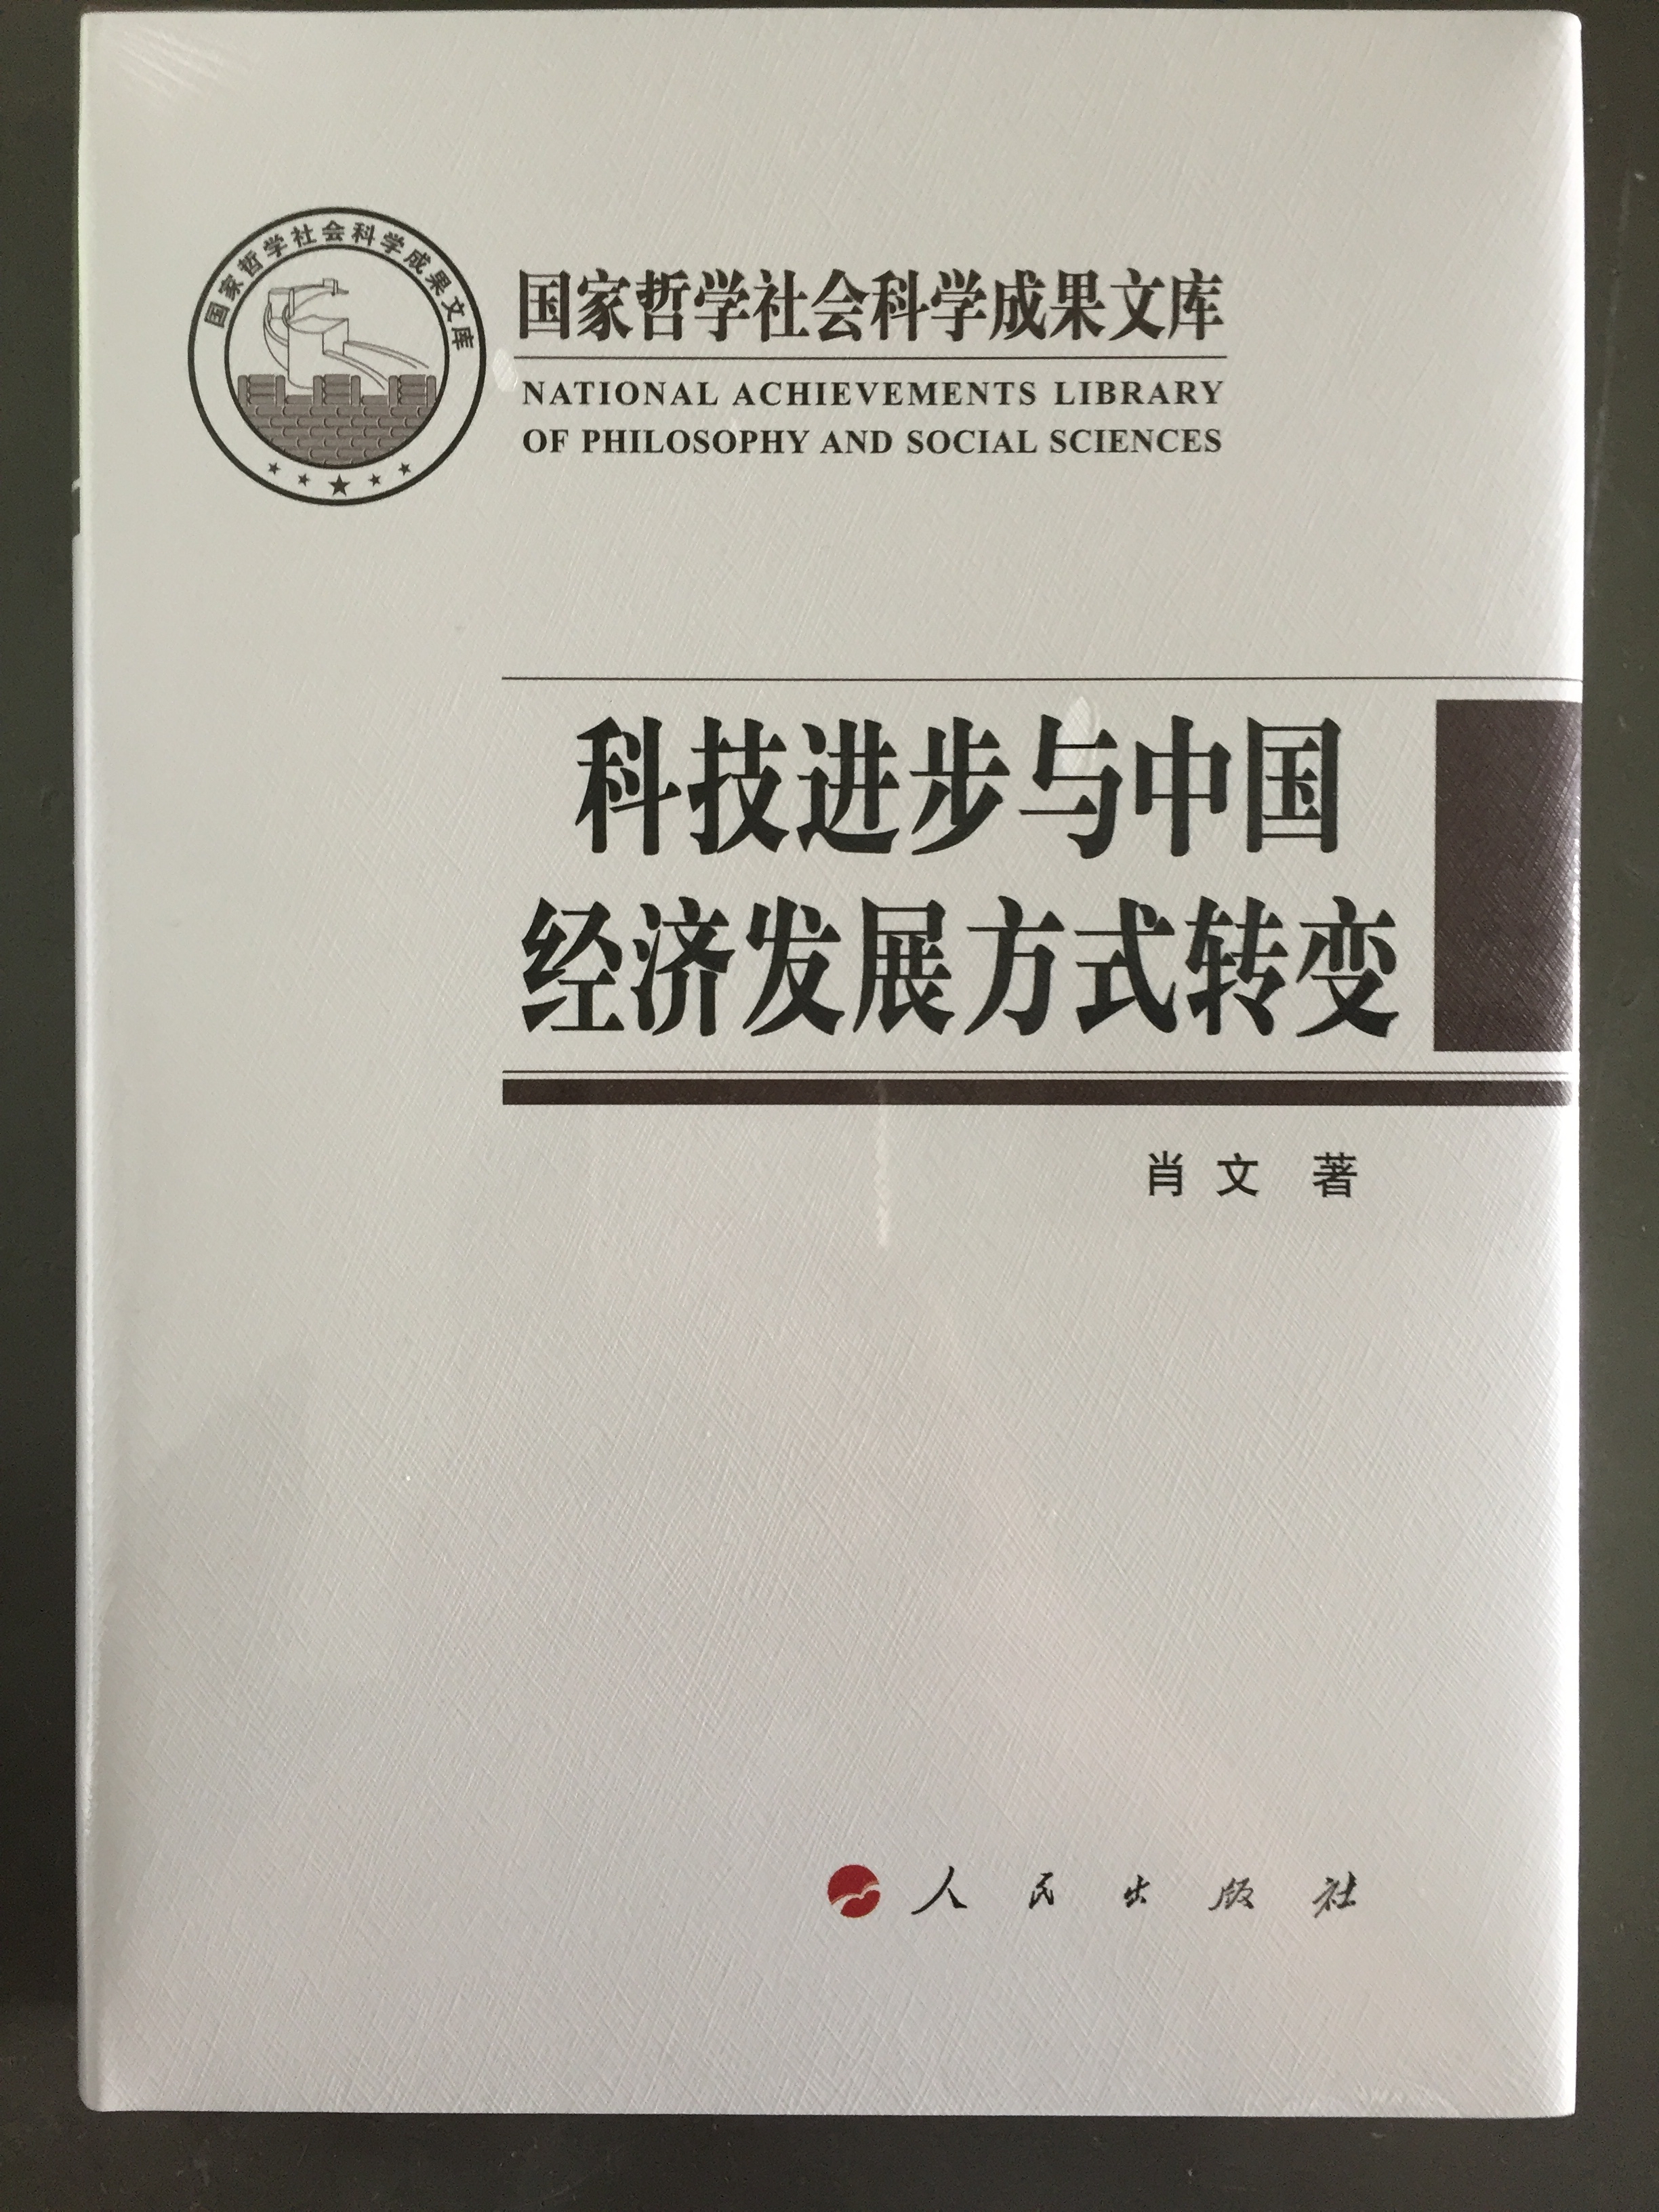 国家哲学社会科学成果文库
国家哲学社会科学成果文库
NATIONAL ACHIEVEMENTS LIBRARY
OF PHILOSOPHY AND SOCIAL SCIENCES
科技进步与中国
经济发展方式转变
肖文 著
人民出版社